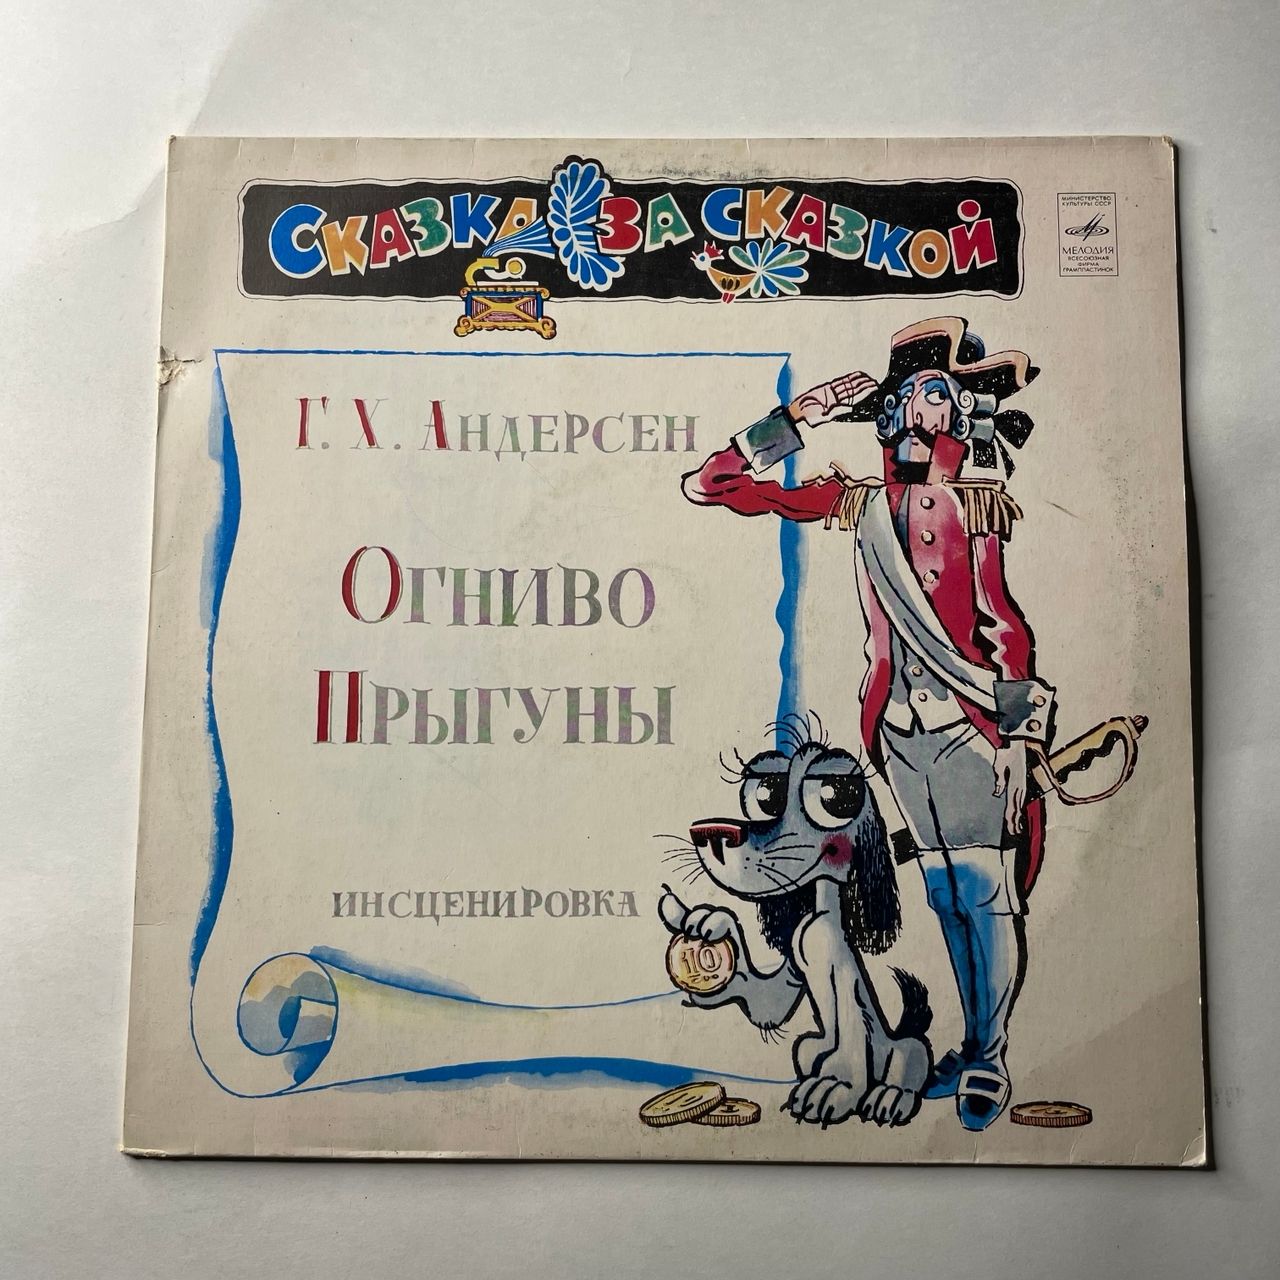 Сказка за сказкой
МИНИСТЕРСТВО
КУЛЬТУРЫ СССР
МЕЛОДИЯ
ВСЕСОЮЗНАЯ
ФИРМА
ГРАМПЛАСТИНОК
Г. Х. Андерсен
Огниво
Прыгуны
инсценировка
10